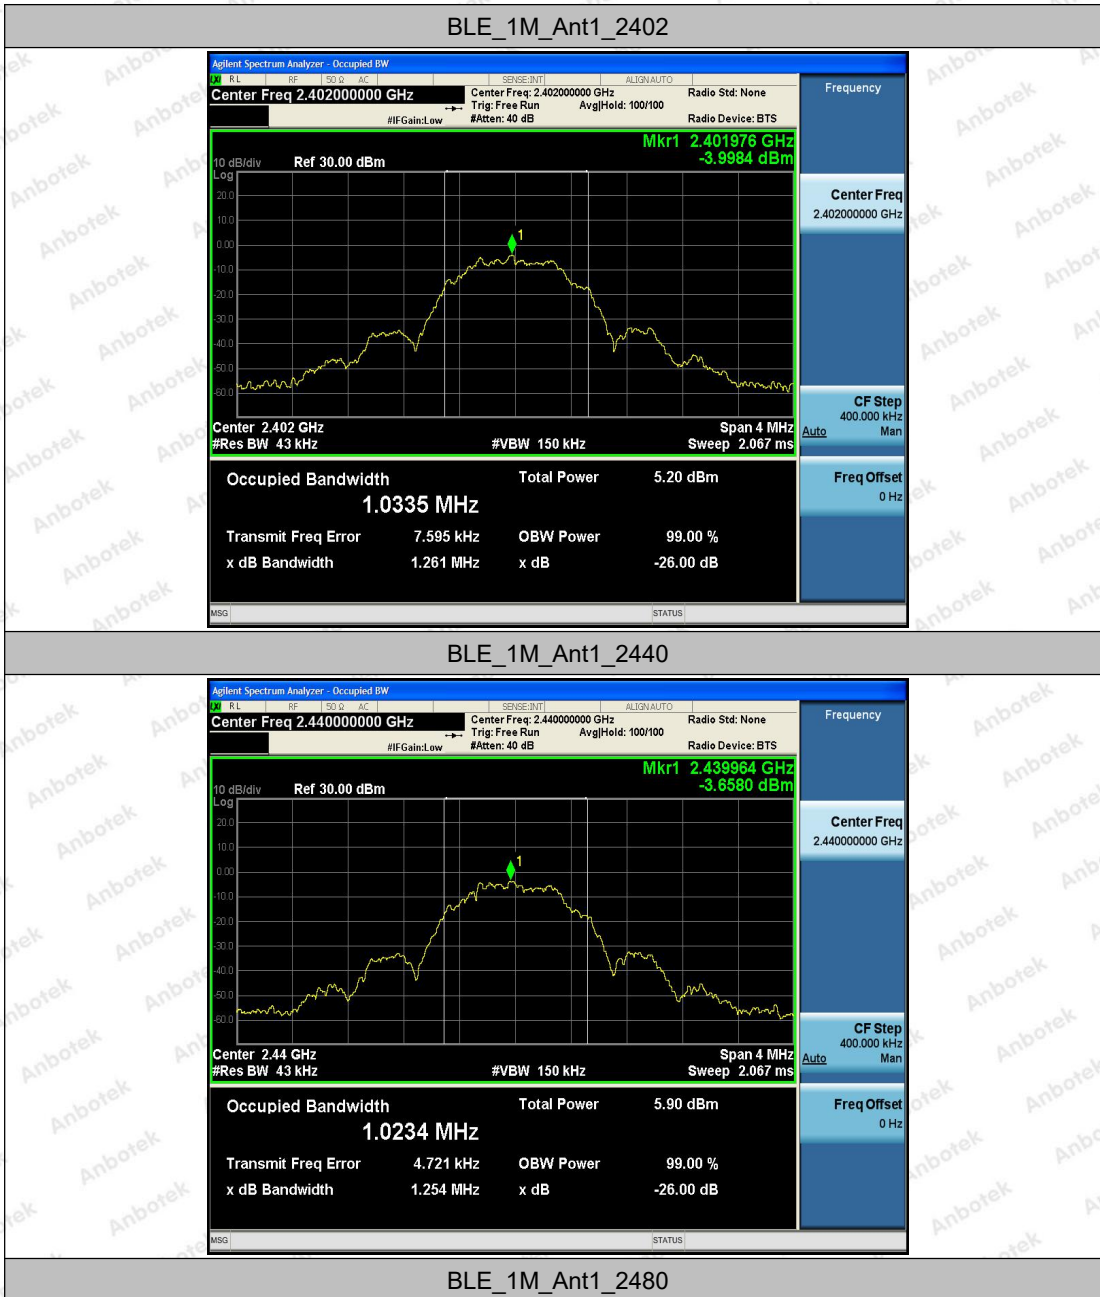 BLE_1M_Ant1_2402
Agilent Spectrum Analyzer - Occupied BW
LXI RL RF 50 Ω AC SENSE:INT ALIGNAUTO
Center Freq 2.402000000 GHz
Center Freq: 2.402000000 GHz Radio Std: None
Trig: Free Run Avg|Hold: 100/100
#IFGain:Low #Atten: 40 dB Radio Device: BTS
Mkr1 2.401976 GHz
-3.9984 dBm
10 dB/div Ref 30.00 dBm
Log
20.0
10.0
0.00
-10.0
-20.0
-30.0
-40.0
-50.0
-60.0
1
Center 2.402 GHz Span 4 MHz
#Res BW 43 kHz #VBW 150 kHz Sweep 2.067 ms
Occupied Bandwidth Total Power 5.20 dBm
1.0335 MHz
Transmit Freq Error 7.595 kHz OBW Power 99.00 %
x dB Bandwidth 1.261 MHz x dB -26.00 dB
MSG STATUS
Frequency
Center Freq
2.402000000 GHz
CF Step
400.000 kHz
Auto Man
Freq Offset
0 Hz
BLE_1M_Ant1_2440
Agilent Spectrum Analyzer - Occupied BW
LXI RL RF 50 Ω AC SENSE:INT ALIGNAUTO
Center Freq 2.440000000 GHz
Center Freq: 2.440000000 GHz Radio Std: None
Trig: Free Run Avg|Hold: 100/100
#IFGain:Low #Atten: 40 dB Radio Device: BTS
Mkr1 2.439964 GHz
-3.6580 dBm
10 dB/div Ref 30.00 dBm
Log
20.0
10.0
0.00
-10.0
-20.0
-30.0
-40.0
-50.0
-60.0
1
Center 2.44 GHz Span 4 MHz
#Res BW 43 kHz #VBW 150 kHz Sweep 2.067 ms
Occupied Bandwidth Total Power 5.90 dBm
1.0234 MHz
Transmit Freq Error 4.721 kHz OBW Power 99.00 %
x dB Bandwidth 1.254 MHz x dB -26.00 dB
MSG STATUS
Frequency
Center Freq
2.440000000 GHz
CF Step
400.000 kHz
Auto Man
Freq Offset
0 Hz
BLE_1M_Ant1_2480
Anbotek